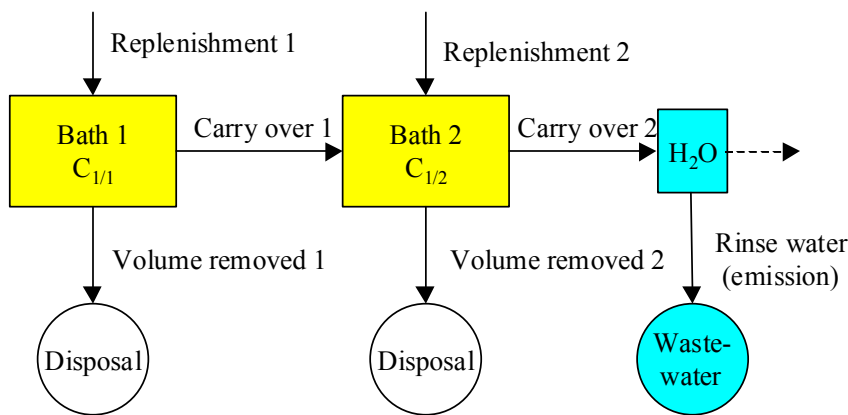 Replenishment 1
Replenishment 2
Bath 1
C1/1
Carry over 1
Bath 2
C1/2
Carry over 2
H2O
Volume removed 1
Volume removed 2
Rinse water
(emission)
Disposal
Disposal
Waste-
water